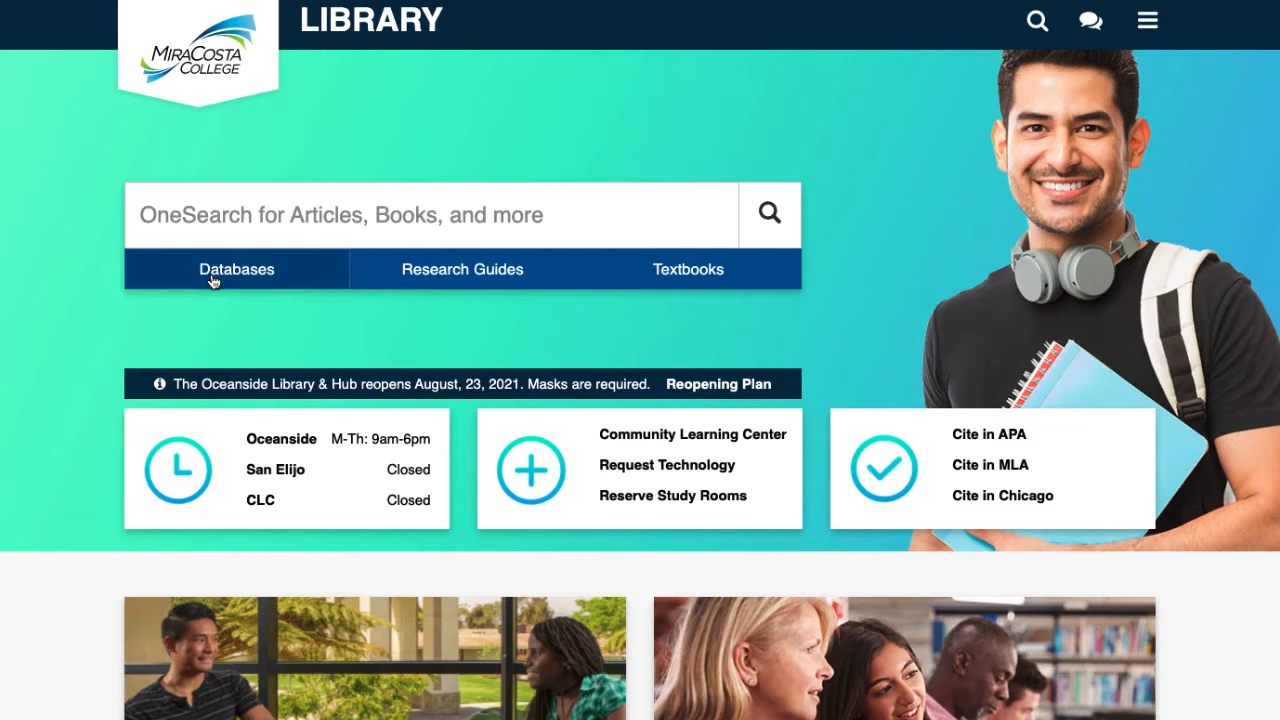 LIBRARY
MIRACOSTA
COLLEGE
OneSearch for Articles, Books, and more
Databases
Research Guides
Textbooks
The Oceanside Library & Hub reopens August, 23, 2021. Masks are required. Reopening Plan
Oceanside M-Th: 9am-6pm
San Elijo Closed
CLC Closed
Community Learning Center
Request Technology
Reserve Study Rooms
Cite in APA
Cite in MLA
Cite in Chicago